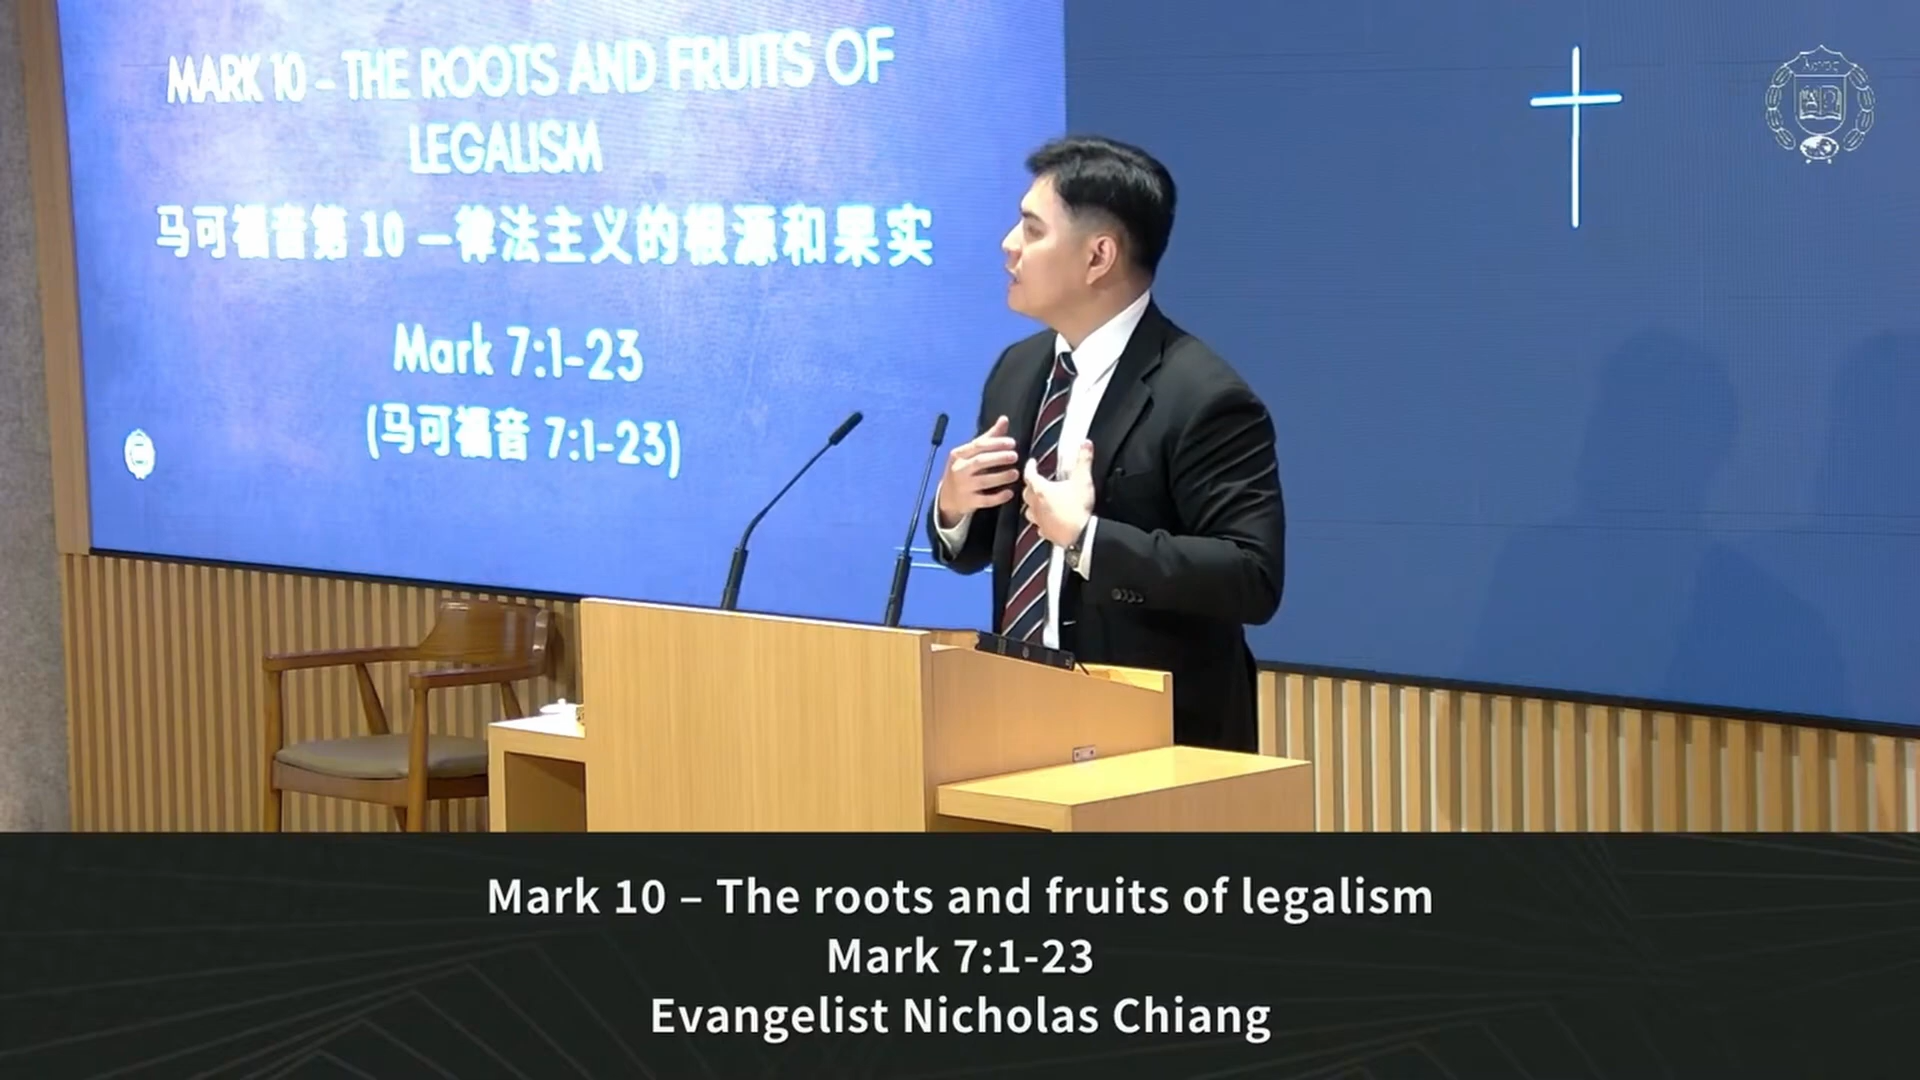 MARK 10 – THE ROOTS AND FRUITS OF
LEGALISM
马可福音第 10 – 律法主义的根源和果实
Mark 7:1-23
(马可福音 7:1-23)
Mark 10 – The roots and fruits of legalism
Mark 7:1-23
Evangelist Nicholas Chiang